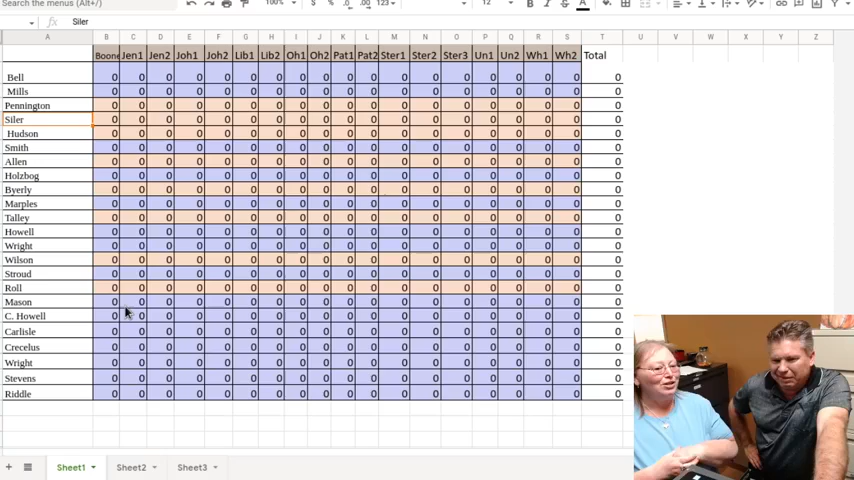 Search the menus (Alt+/) 100% $ % .0 .00 123 12 B
fx Siler
A B C D E F G H I J K L M N O P Q R S T U V W X Y Z
Boone Jen1 Jen2 Joh1 Joh2 Lib1 Lib2 Oh1 Oh2 Pat1 Pat2 Ster1 Ster2 Ster3 Un1 Un2 Wh1 Wh2 Total
Bell 0 0 0 0 0 0 0 0 0 0 0 0 0 0 0 0 0 0 0
Mills 0 0 0 0 0 0 0 0 0 0 0 0 0 0 0 0 0 0 0
Pennington 0 0 0 0 0 0 0 0 0 0 0 0 0 0 0 0 0 0 0
Siler 0 0 0 0 0 0 0 0 0 0 0 0 0 0 0 0 0 0 0
Hudson 0 0 0 0 0 0 0 0 0 0 0 0 0 0 0 0 0 0 0
Smith 0 0 0 0 0 0 0 0 0 0 0 0 0 0 0 0 0 0 0
Allen 0 0 0 0 0 0 0 0 0 0 0 0 0 0 0 0 0 0 0
Holzbog 0 0 0 0 0 0 0 0 0 0 0 0 0 0 0 0 0 0 0
Byerly 0 0 0 0 0 0 0 0 0 0 0 0 0 0 0 0 0 0 0
Marples 0 0 0 0 0 0 0 0 0 0 0 0 0 0 0 0 0 0 0
Talley 0 0 0 0 0 0 0 0 0 0 0 0 0 0 0 0 0 0 0
Howell 0 0 0 0 0 0 0 0 0 0 0 0 0 0 0 0 0 0 0
Wright 0 0 0 0 0 0 0 0 0 0 0 0 0 0 0 0 0 0 0
Wilson 0 0 0 0 0 0 0 0 0 0 0 0 0 0 0 0 0 0 0
Stroud 0 0 0 0 0 0 0 0 0 0 0 0 0 0 0 0 0 0 0
Roll 0 0 0 0 0 0 0 0 0 0 0 0 0 0 0 0 0 0 0
Mason 0 0 0 0 0 0 0 0 0 0 0 0 0 0 0 0 0 0 0
C. Howell 0 0 0 0 0 0 0 0 0 0 0 0 0 0 0 0 0 0 0
Carlisle 0 0 0 0 0 0 0 0 0 0 0 0 0 0 0 0 0 0 0
Crecelus 0 0 0 0 0 0 0 0 0 0 0 0 0 0 0 0 0 0 0
Wright 0 0 0 0 0 0 0 0 0 0 0 0 0 0 0 0 0 0 0
Stevens 0 0 0 0 0 0 0 0 0 0 0 0 0 0 0 0 0 0 0
Riddle 0 0 0 0 0 0 0 0 0 0 0 0 0 0 0 0 0 0 0
Sheet1 Sheet2 Sheet3